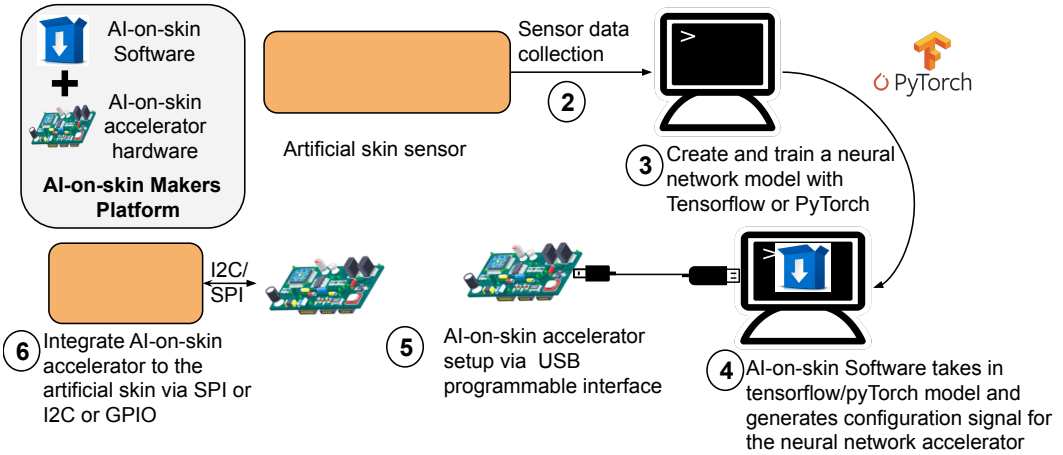 AI-on-skin
Software
AI-on-skin
accelerator
hardware
AI-on-skin Makers
Platform
Artificial skin sensor
Sensor data
collection
2
>
PyTorch
3
Create and train a neural
network model with
Tensorflow or PyTorch
>
4
AI-on-skin Software takes in
tensorflow/pyTorch model and
generates configuration signal for
the neural network accelerator
5
AI-on-skin accelerator
setup via USB
programmable interface
I2C/
SPI
6
Integrate AI-on-skin
accelerator to the
artificial skin via SPI or
I2C or GPIO